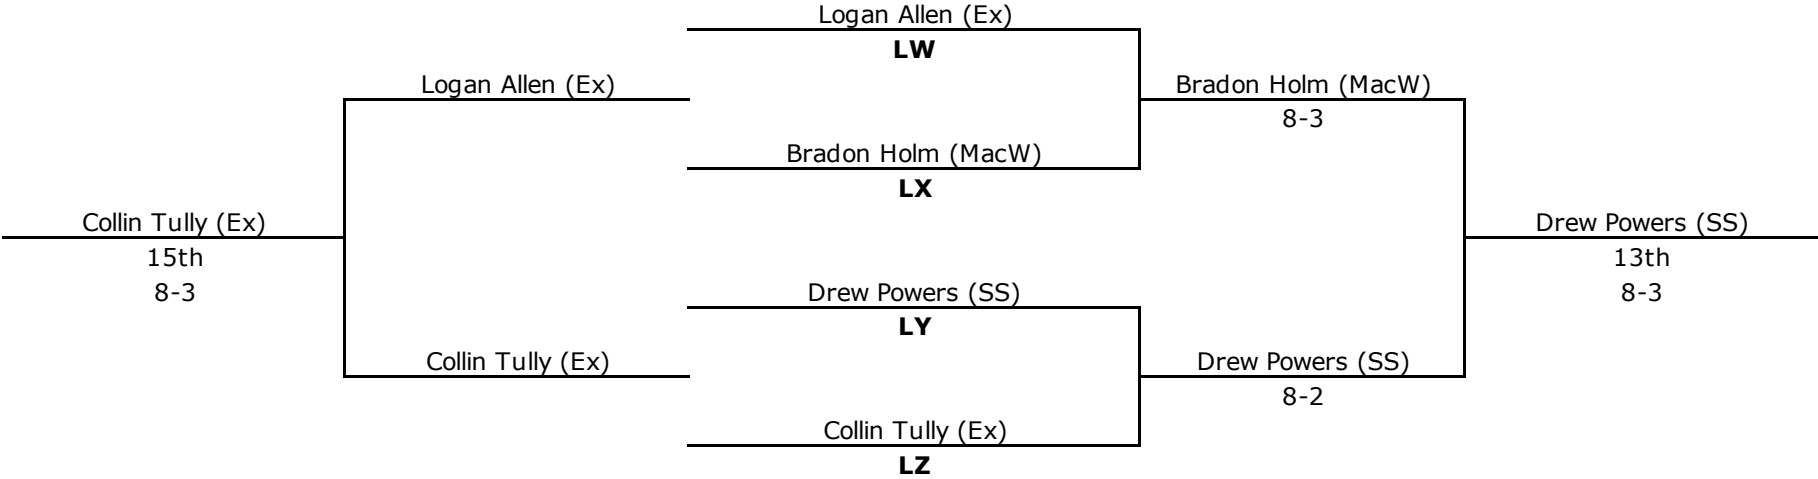 Logan Allen (Ex)
LW
Logan Allen (Ex)
Bradon Holm (MacW)
8-3
Bradon Holm (MacW)
LX
Collin Tully (Ex)
15th
8-3
Drew Powers (SS)
13th
8-3
Drew Powers (SS)
LY
Collin Tully (Ex)
Drew Powers (SS)
8-2
Collin Tully (Ex)
LZ